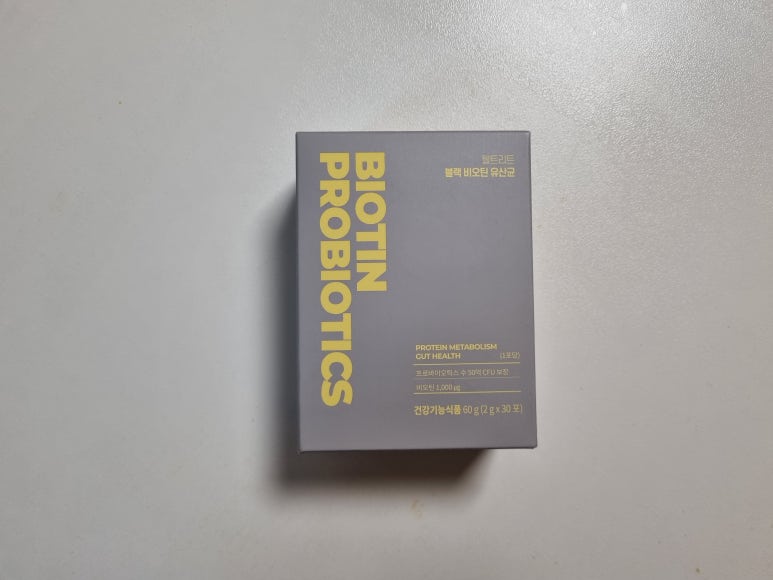 BIOTIN
PROBIOTICS
웰트리트
블랙 비오틴 유산균
PROTEIN METABOLISM
GUT HEALTH (1포당)
프로바이오틱스 수 50억 CFU 보장
비오틴 1,000 μg
건강기능식품 60 g (2 g x 30 포)